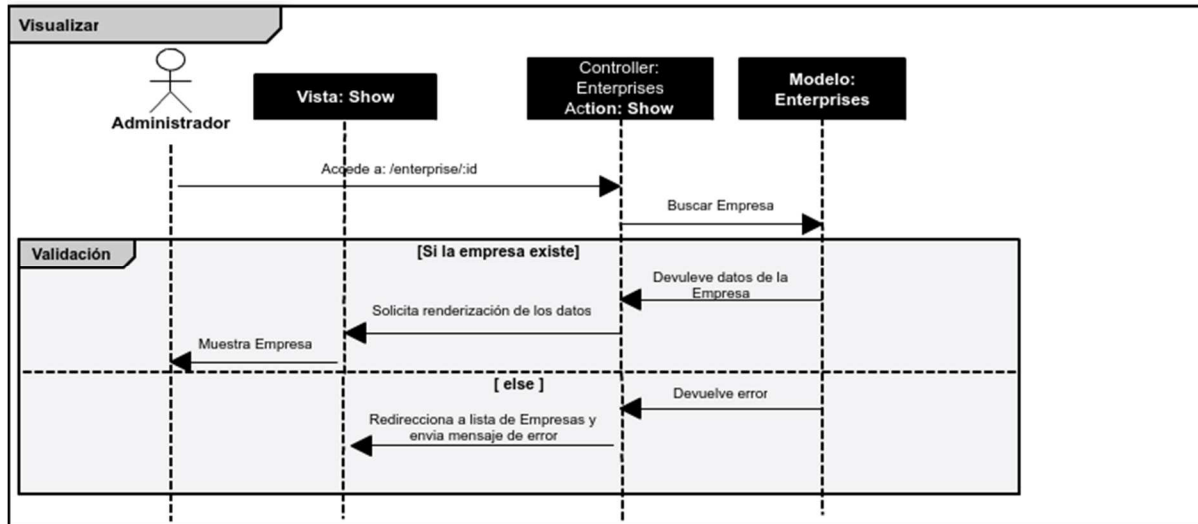 Visualizar
Administrador
Vista: Show
Controller:
Enterprises
Action: Show
Modelo:
Enterprises
Accede a: /enterprise/:id
Buscar Empresa
Validación
[Si la empresa existe]
Devuleve datos de la
Empresa
Solicita renderización de los datos
Muestra Empresa
[ else ]
Devuelve error
Redirecciona a lista de Empresas y
envia mensaje de error